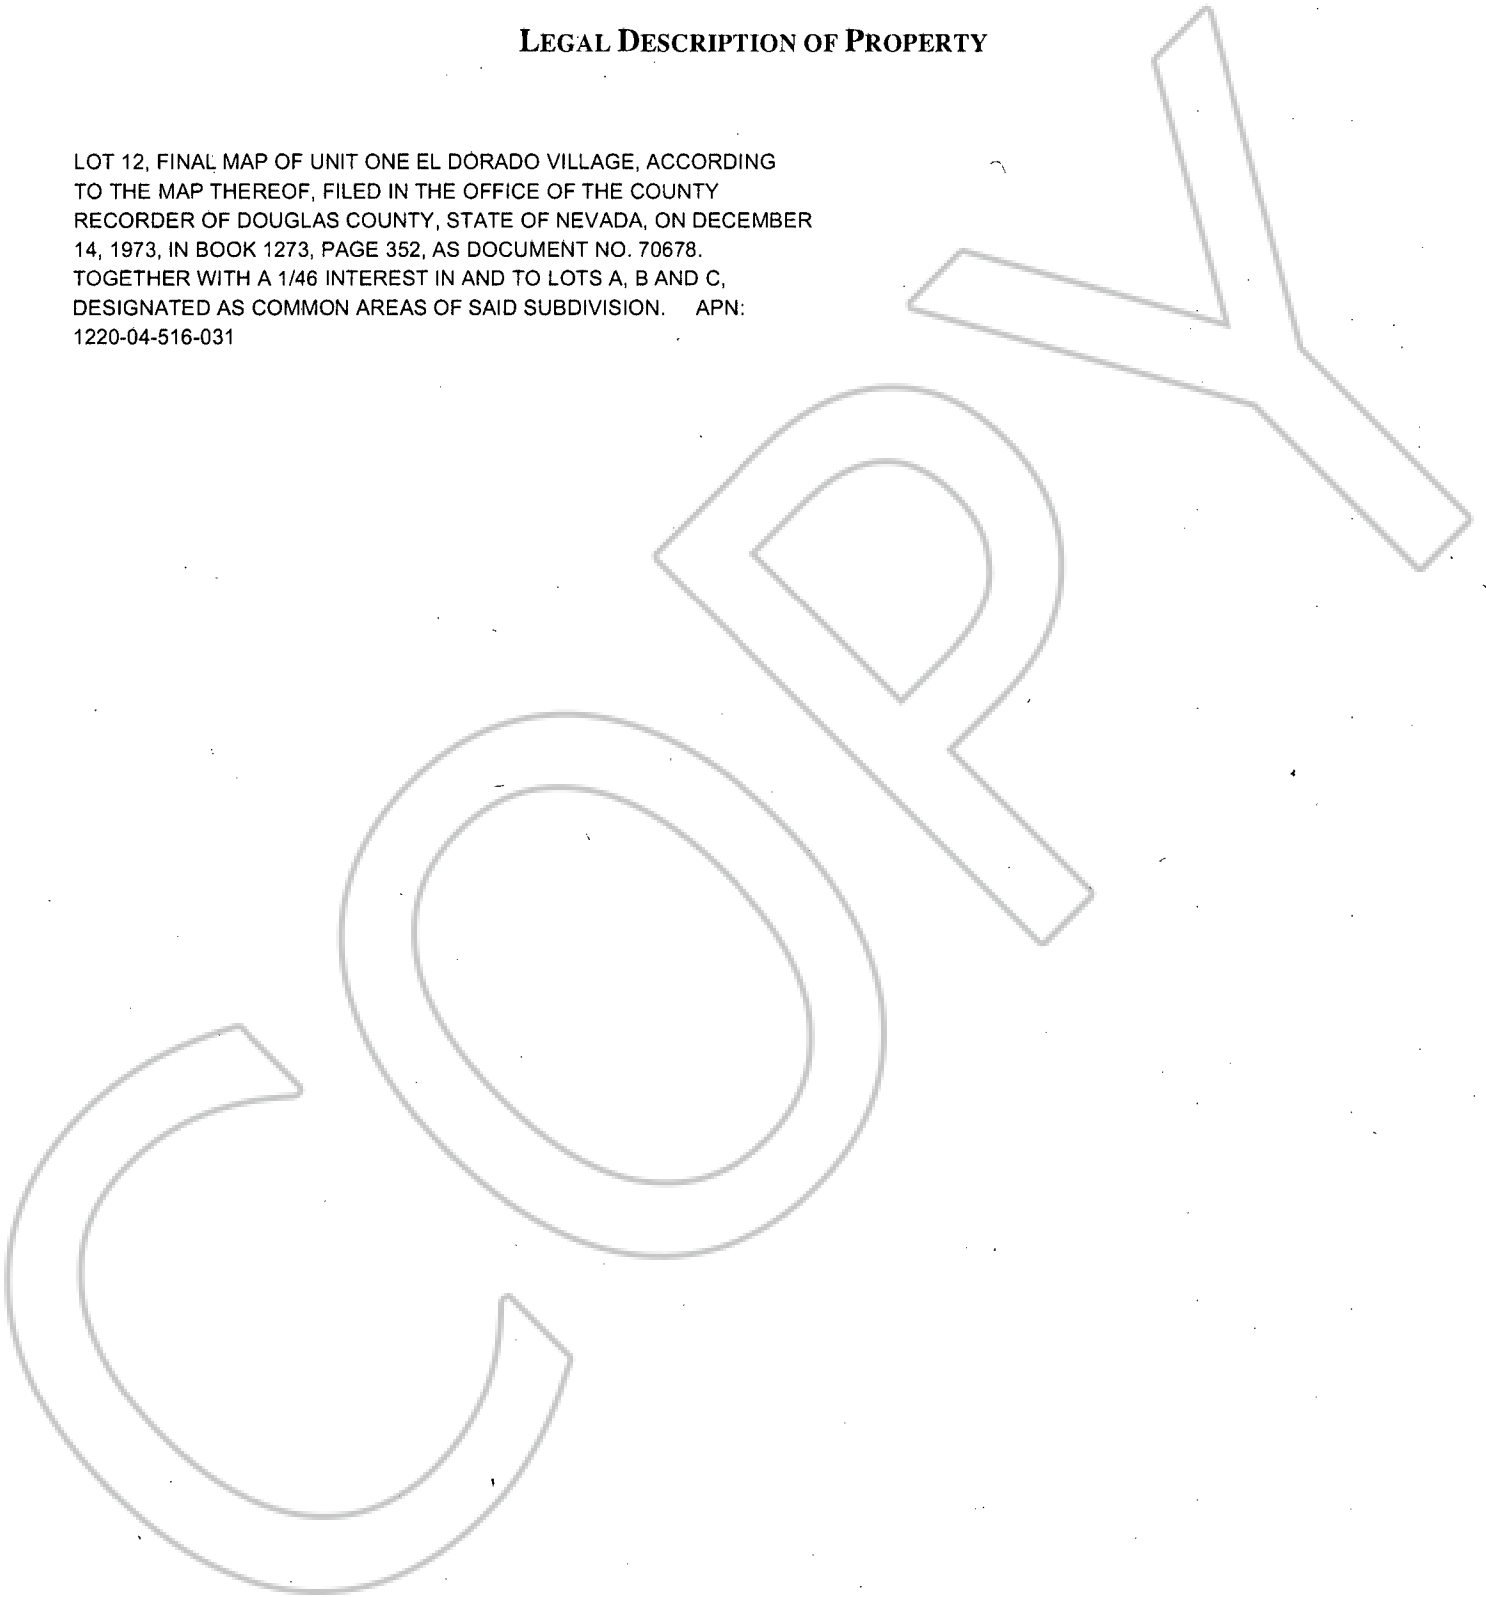 LEGAL DESCRIPTION OF PROPERTY
LOT 12, FINAL MAP OF UNIT ONE EL DORADO VILLAGE, ACCORDING
TO THE MAP THEREOF, FILED IN THE OFFICE OF THE COUNTY
RECORDER OF DOUGLAS COUNTY, STATE OF NEVADA, ON DECEMBER
14, 1973, IN BOOK 1273, PAGE 352, AS DOCUMENT NO. 70678.
TOGETHER WITH A 1/46 INTEREST IN AND TO LOTS A, B AND C,
DESIGNATED AS COMMON AREAS OF SAID SUBDIVISION. APN:
1220-04-516-031
COPY